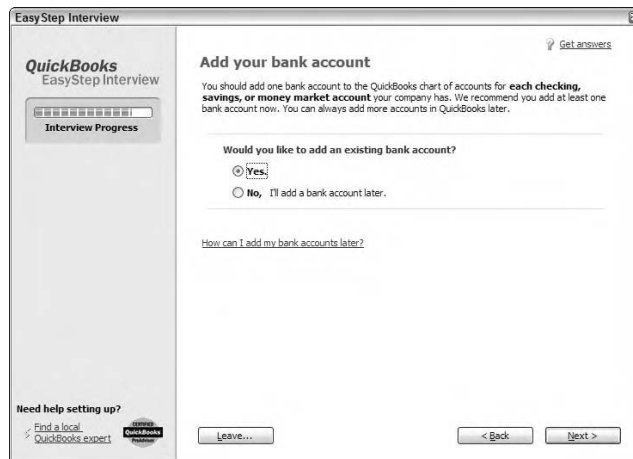 EasyStep Interview
Get answers
QuickBooks
EasyStep Interview
Interview Progress
Add your bank account
You should add one bank account to the QuickBooks chart of accounts for each checking,
savings, or money market account your company has. We recommend you add at least one
bank account now. You can always add more accounts in QuickBooks later.
Would you like to add an existing bank account?
Yes.
No, I'll add a bank account later.
How can I add my bank accounts later?
Need help setting up?
Find a local
QuickBooks expert
CERTIFIED
QuickBooks
ProAdvisor
Leave...
< Back
Next >